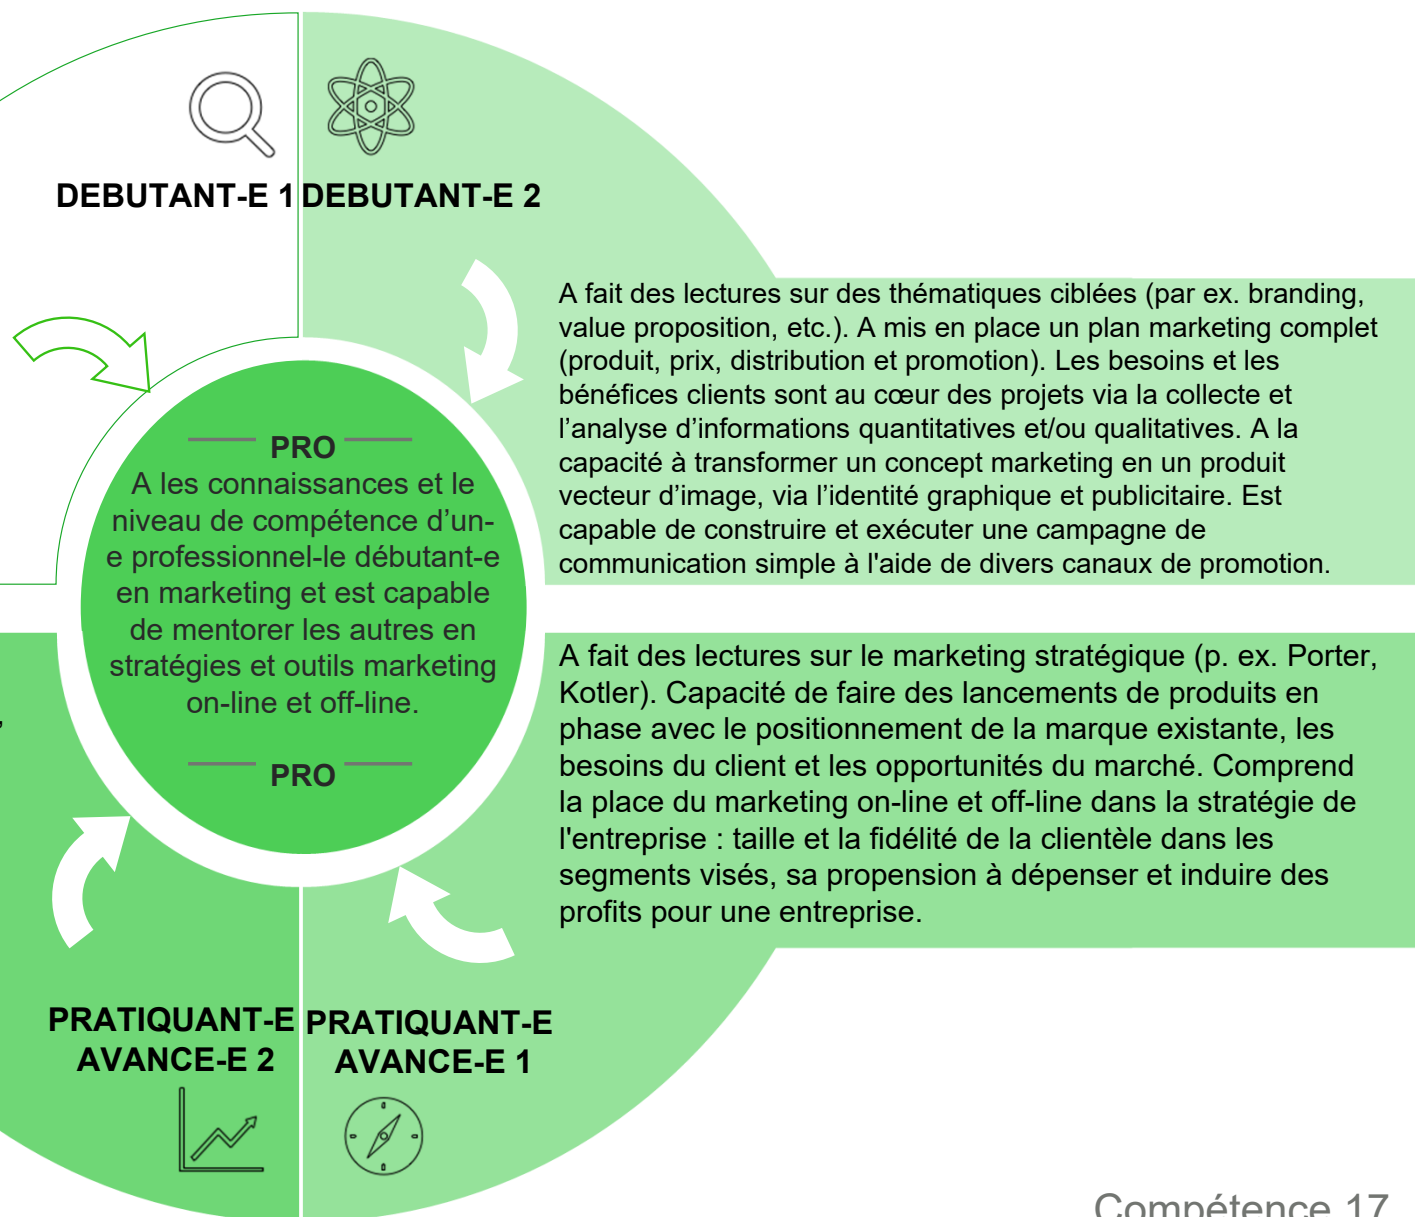 DEBUTANT-E 1
DEBUTANT-E 2
A fait des lectures sur des thématiques ciblées (par ex. branding,
value proposition, etc.). A mis en place un plan marketing complet
(produit, prix, distribution et promotion). Les besoins et les
bénéfices clients sont au cœur des projets via la collecte et
l’analyse d’informations quantitatives et/ou qualitatives. A la
capacité à transformer un concept marketing en un produit
vecteur d’image, via l’identité graphique et publicitaire. Est
capable de construire et exécuter une campagne de
communication simple à l'aide de divers canaux de promotion.
PRO
A les connaissances et le
niveau de compétence d’un-
e professionnel-le débutant-e
en marketing et est capable
de mentorer les autres en
stratégies et outils marketing
on-line et off-line.
PRO
A fait des lectures sur le marketing stratégique (p. ex. Porter,
Kotler). Capacité de faire des lancements de produits en
phase avec le positionnement de la marque existante, les
besoins du client et les opportunités du marché. Comprend
la place du marketing on-line et off-line dans la stratégie de
l'entreprise : taille et la fidélité de la clientèle dans les
segments visés, sa propension à dépenser et induire des
profits pour une entreprise.
PRATIQUANT-E
AVANCE-E 2
PRATIQUANT-E
AVANCE-E 1
Compétence 17